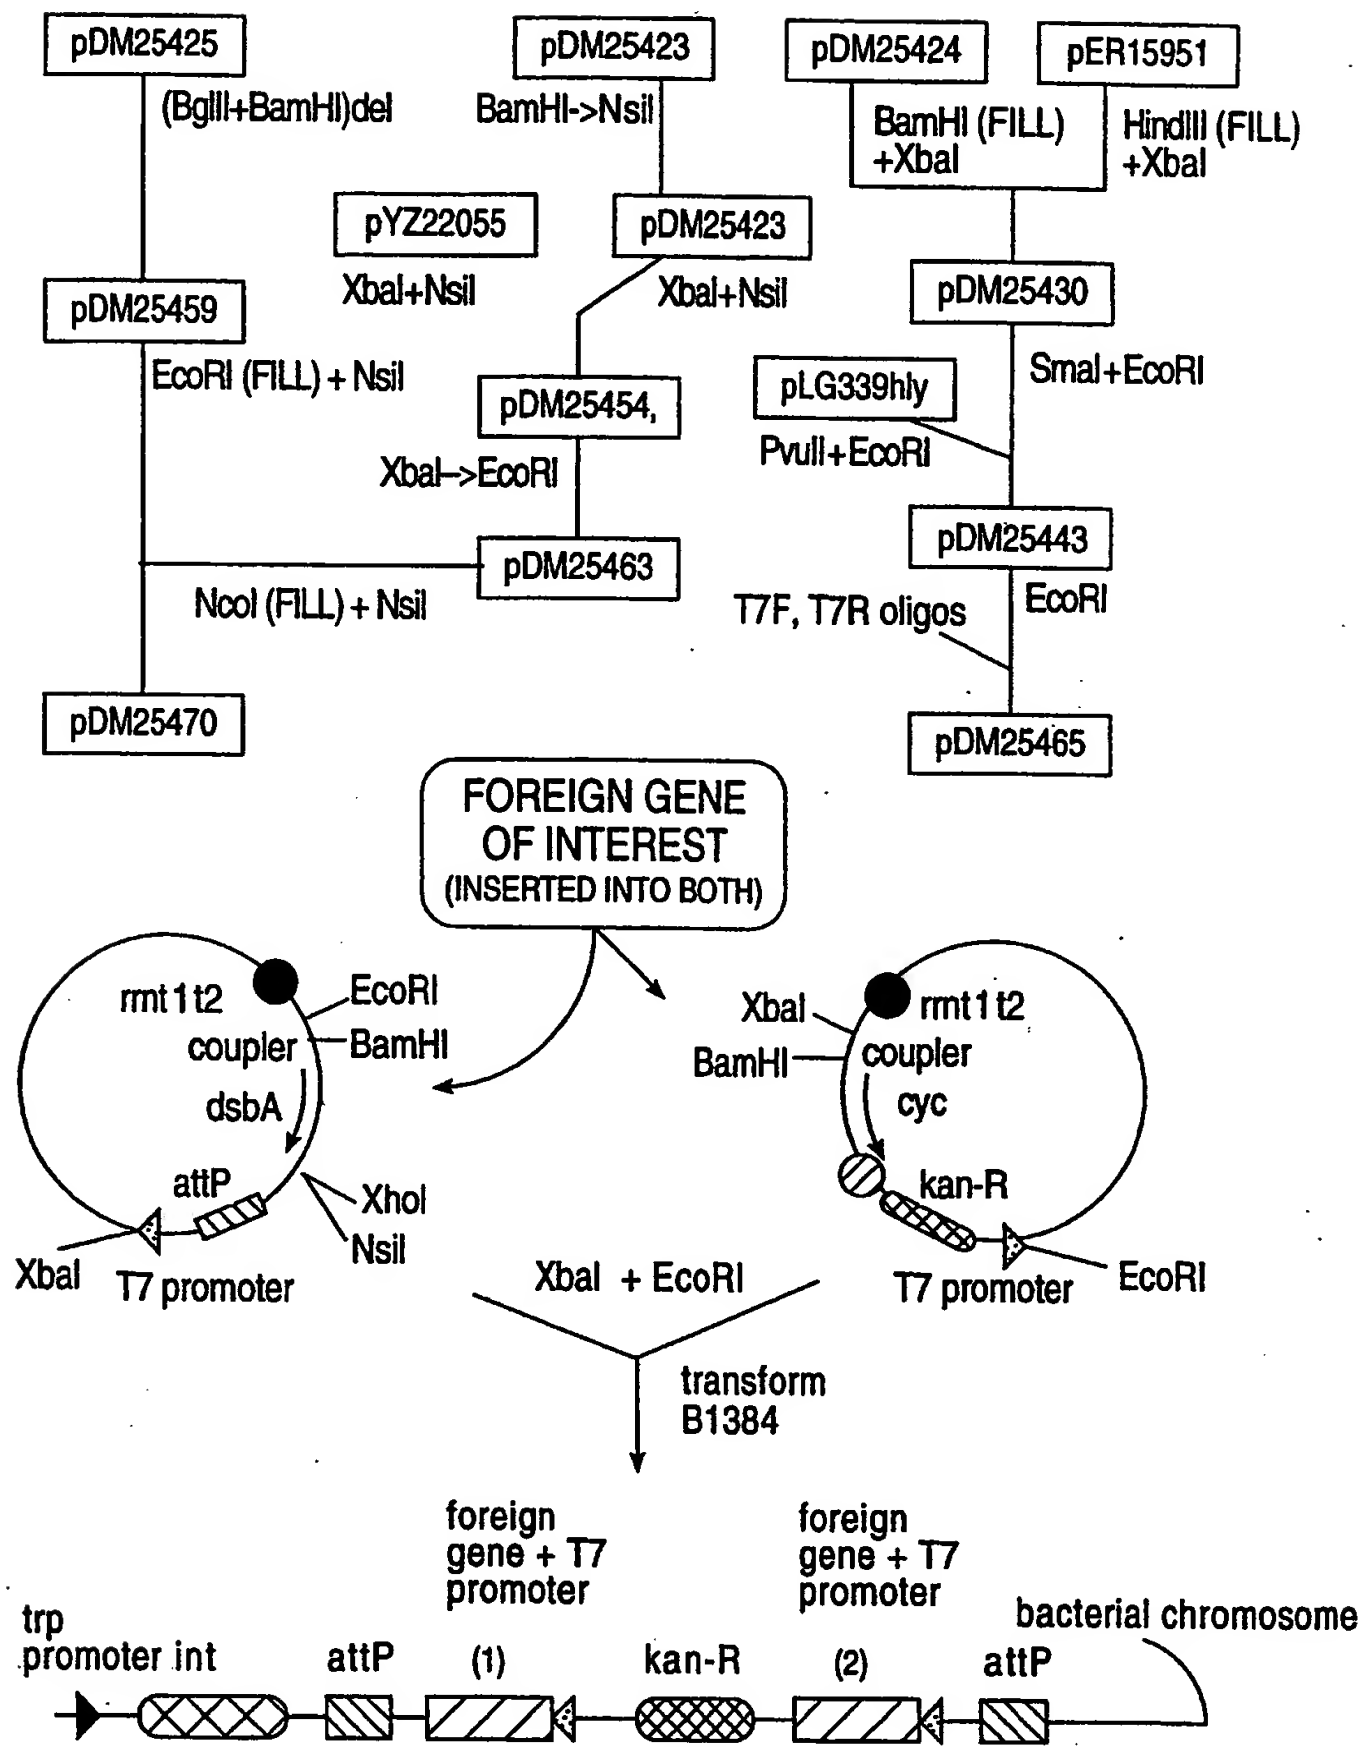 pDM25425
pDM25423
pDM25424
pER15951
(BglII+BamHI)del
BamHI->NsiI
BamHI (FILL)
+XbaI
HindIII (FILL)
+XbaI
pYZ22055
pDM25423
XbaI+NsiI
XbaI+NsiI
pDM25459
pDM25430
EcoRI (FILL) + NsiI
pDM25454,
pLG339hly
SmaI+EcoRI
PvuII+EcoRI
XbaI->EcoRI
pDM25463
pDM25443
NcoI (FILL) + NsiI
T7F, T7R oligos
EcoRI
pDM25470
pDM25465
FOREIGN GENE
OF INTEREST
(INSERTED INTO BOTH)
rmt1t2
EcoRI
coupler
BamHI
dsbA
attP
XhoI
NsiI
XbaI
T7 promoter
XbaI
rmt1t2
BamHI
coupler
cyc
kan-R
T7 promoter
EcoRI
XbaI + EcoRI
transform
B1384
foreign
gene + T7
promoter
foreign
gene + T7
promoter
trp
promoter int
attP
(1)
kan-R
(2)
attP
bacterial chromosome